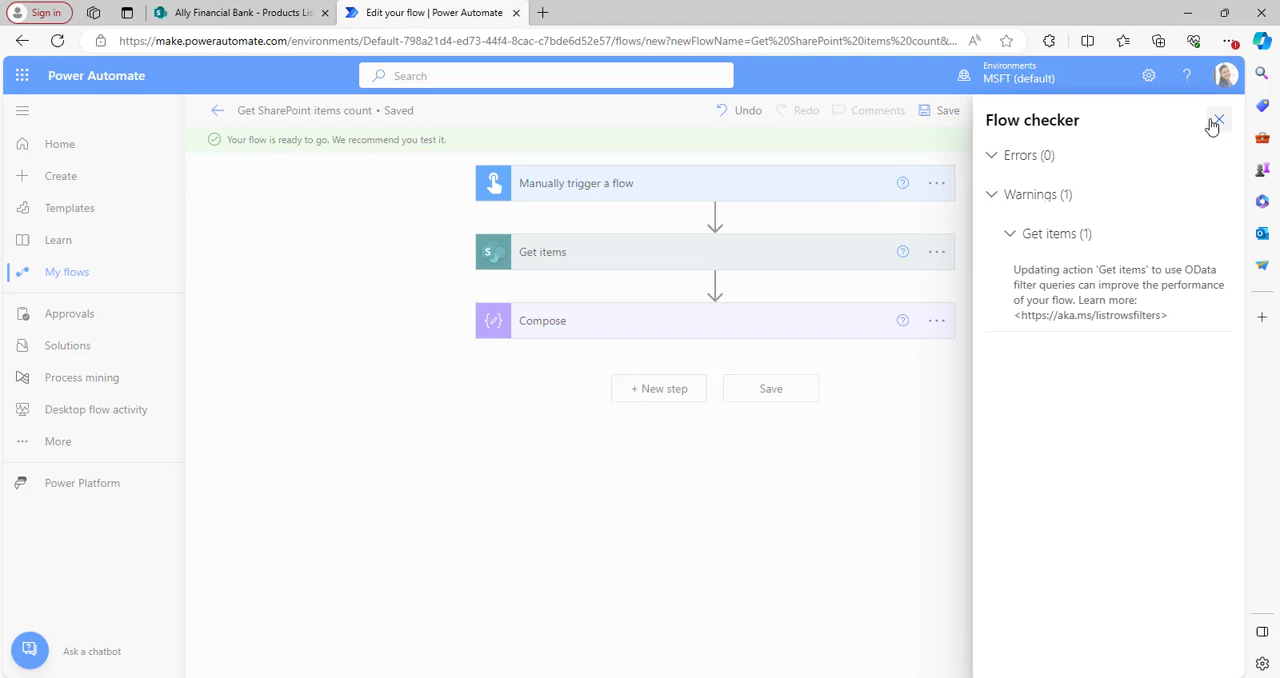 Sign in
Ally Financial Bank - Products Lis
Edit your flow | Power Automate
https://make.powerautomate.com/environments/Default-798a21d4-ed73-44f4-8cac-c7bde6d52e57/flows/new?newFlowName=Get%20SharePoint%20items%20count&...
Power Automate
Search
Environments
MSFT (default)
Get SharePoint items count • Saved
Undo
Redo
Comments
Save
Your flow is ready to go. We recommend you test it.
Home
Create
Templates
Learn
My flows
Approvals
Solutions
Process mining
Desktop flow activity
More
Power Platform
Ask a chatbot
Manually trigger a flow
Get items
Compose
+ New step
Save
Flow checker
Errors (0)
Warnings (1)
Get items (1)
Updating action 'Get items' to use OData
filter queries can improve the performance
of your flow. Learn more:
<https://aka.ms/listrowsfilters>